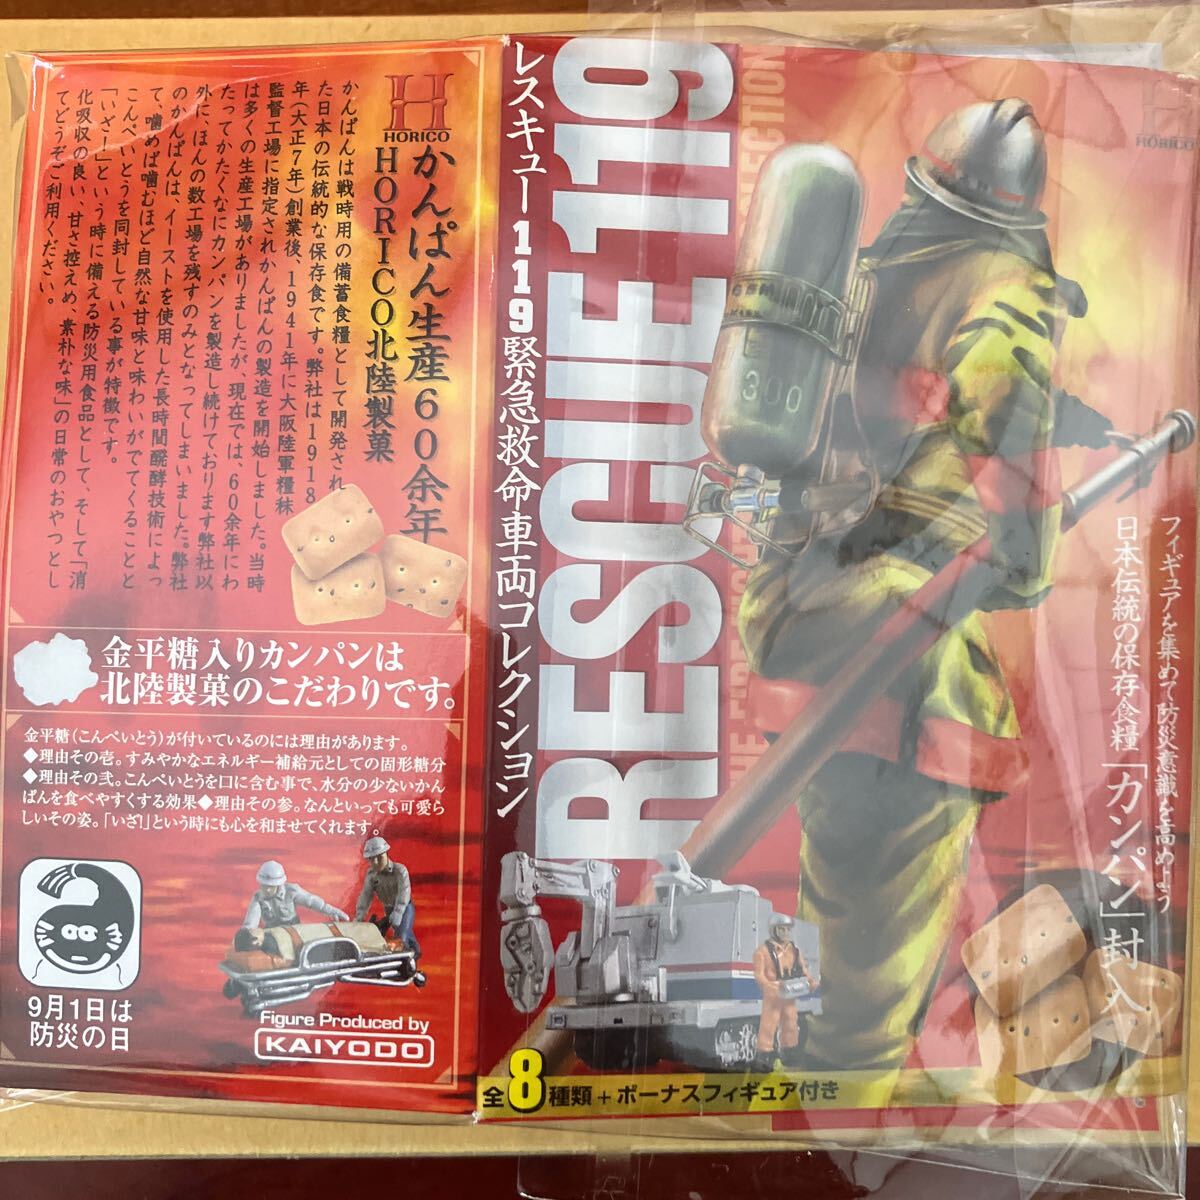 HORICO
かんぱん生産60余年
HORICO北陸製菓
かんぱんは戦時用の備蓄食糧として開発され
た日本の伝統的な保存食です。弊社は1918
年(大正7年)創業後、1941年に大阪陸軍糧秣
監督工場に指定されかんぱんの製造を開始しました。当時
は多くの生産工場がありましたが、現在では、60余年にわ
たってかたくなにカンパンを製造し続けております弊社以
外に、ほんの数工場を残すのみとなってしまいました。弊社
のかんぱんは、イーストを使用した長時間醗酵技術によっ
て、噛めば噛むほど自然な甘味と味わいがでてくることと
こんぺいとうを同封している事が特徴です。
「いざ!」という時に備える防災用食品として、そして「消
化吸収の良い、甘さ控えめ、素朴な味」の日常のおやつとし
てどうぞご利用ください。
金平糖入りカンパンは
北陸製菓のこだわりです。
金平糖(こんぺいとう)が付いているのには理由があります。
◆理由その壱。すみやかなエネルギー補給元としての固形糖分
◆理由その弐。こんぺいとうを口に含む事で、水分の少ないかん
ぱんを食べやすくする効果◆理由その参。なんといっても可愛ら
しいその姿。「いざ!」という時にも心を和ませてくれます。
9月1日は
防災の日
Figure Produced by
KAIYODO
レスキュー119緊急救命車両コレクション
RESCUE119
300
HORICO
フィギュアを集めて防災意識を高めよう
日本伝統の保存食糧「カンパン」封入。
全8種類+ボーナスフィギュア付き